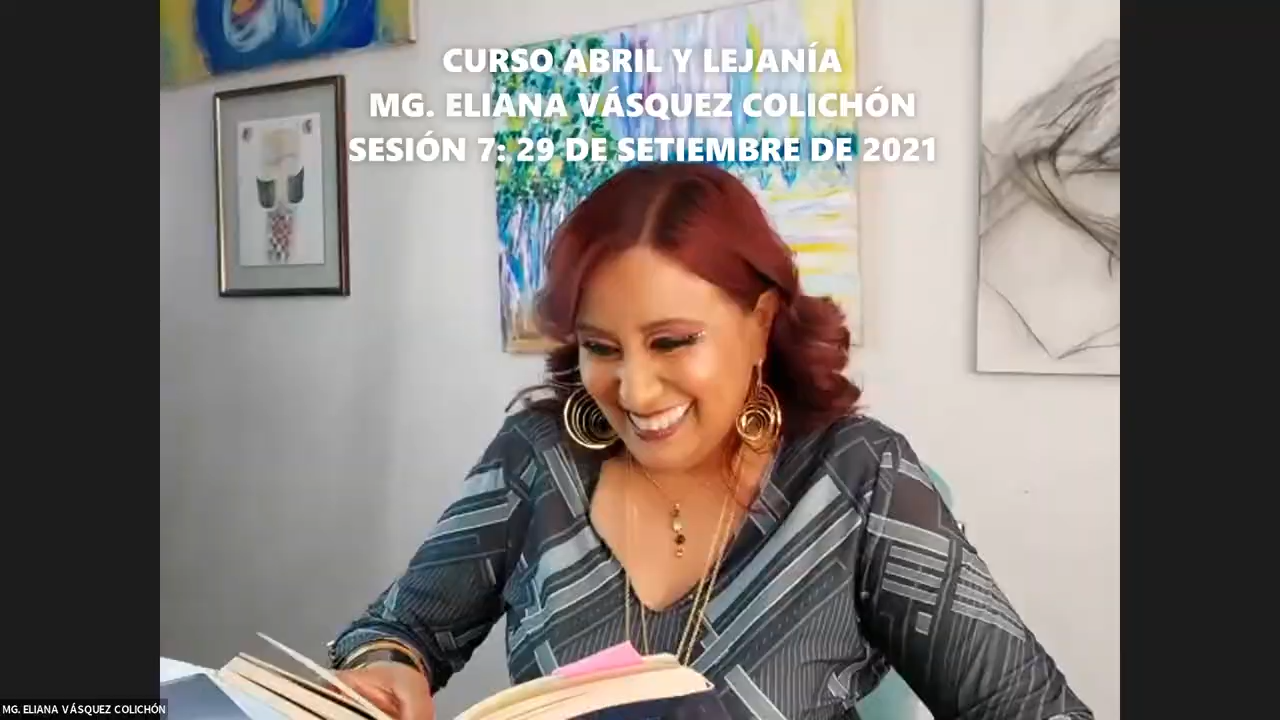 CURSO ABRIL Y LEJANÍA
MG. ELIANA VÁSQUEZ COLICHÓN
SESIÓN 7: 29 DE SETIEMBRE DE 2021
MG. ELIANA VÁSQUEZ COLICHÓN